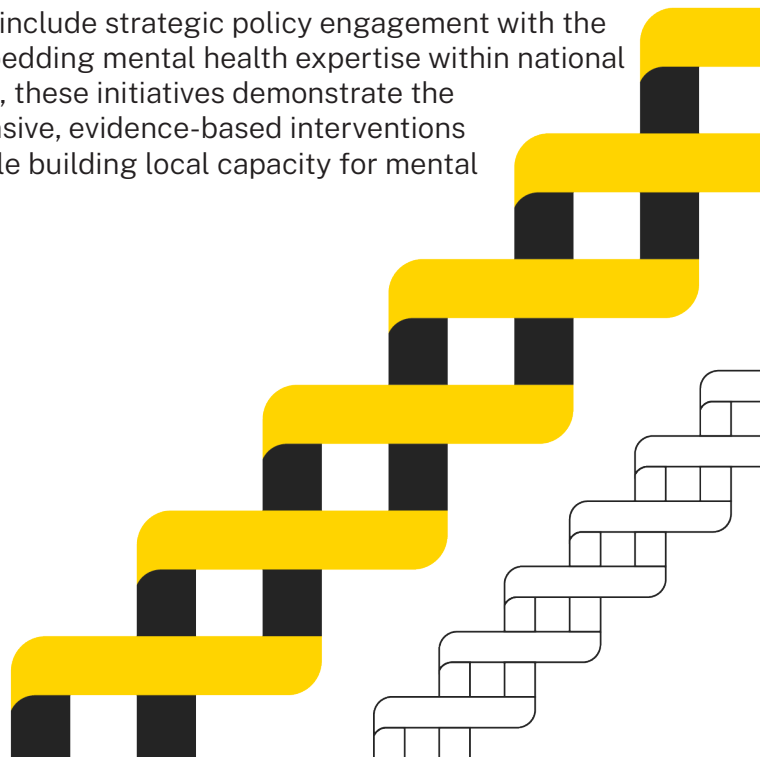 include strategic policy engagement with the
edding mental health expertise within national
, these initiatives demonstrate the
sive, evidence-based interventions
le building local capacity for mental